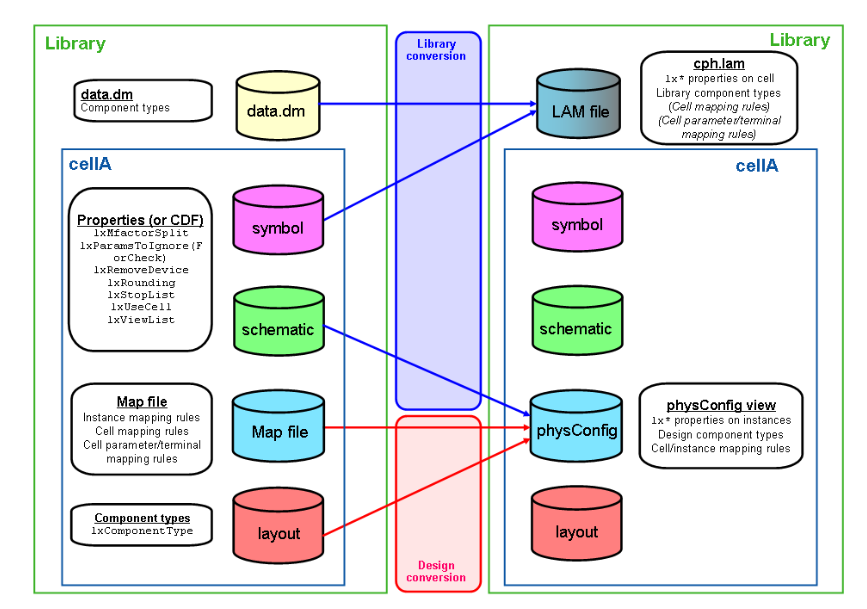 Library
Library
conversion
Library
data.dm
Component types
data.dm
LAM file
cph.lam
lx* properties on cell
Library component types
(Cell mapping rules)
(Cell parameter/terminal
mapping rules)
cellA
cellA
Properties (or CDF)
lxMfactorSplit
lxParamsToIgnore(F
orCheck)
lxRemoveDevice
lxRounding
lxStopList
lxUseCell
lxViewList
symbol
symbol
schematic
schematic
Map file
Instance mapping rules
Cell mapping rules
Cell parameter/terminal
mapping rules
Map file
physConfig
physConfig view
lx* properties on instances
Design component types
Cell/instance mapping rules
Component types
lxComponentType
layout
layout
Design
conversion